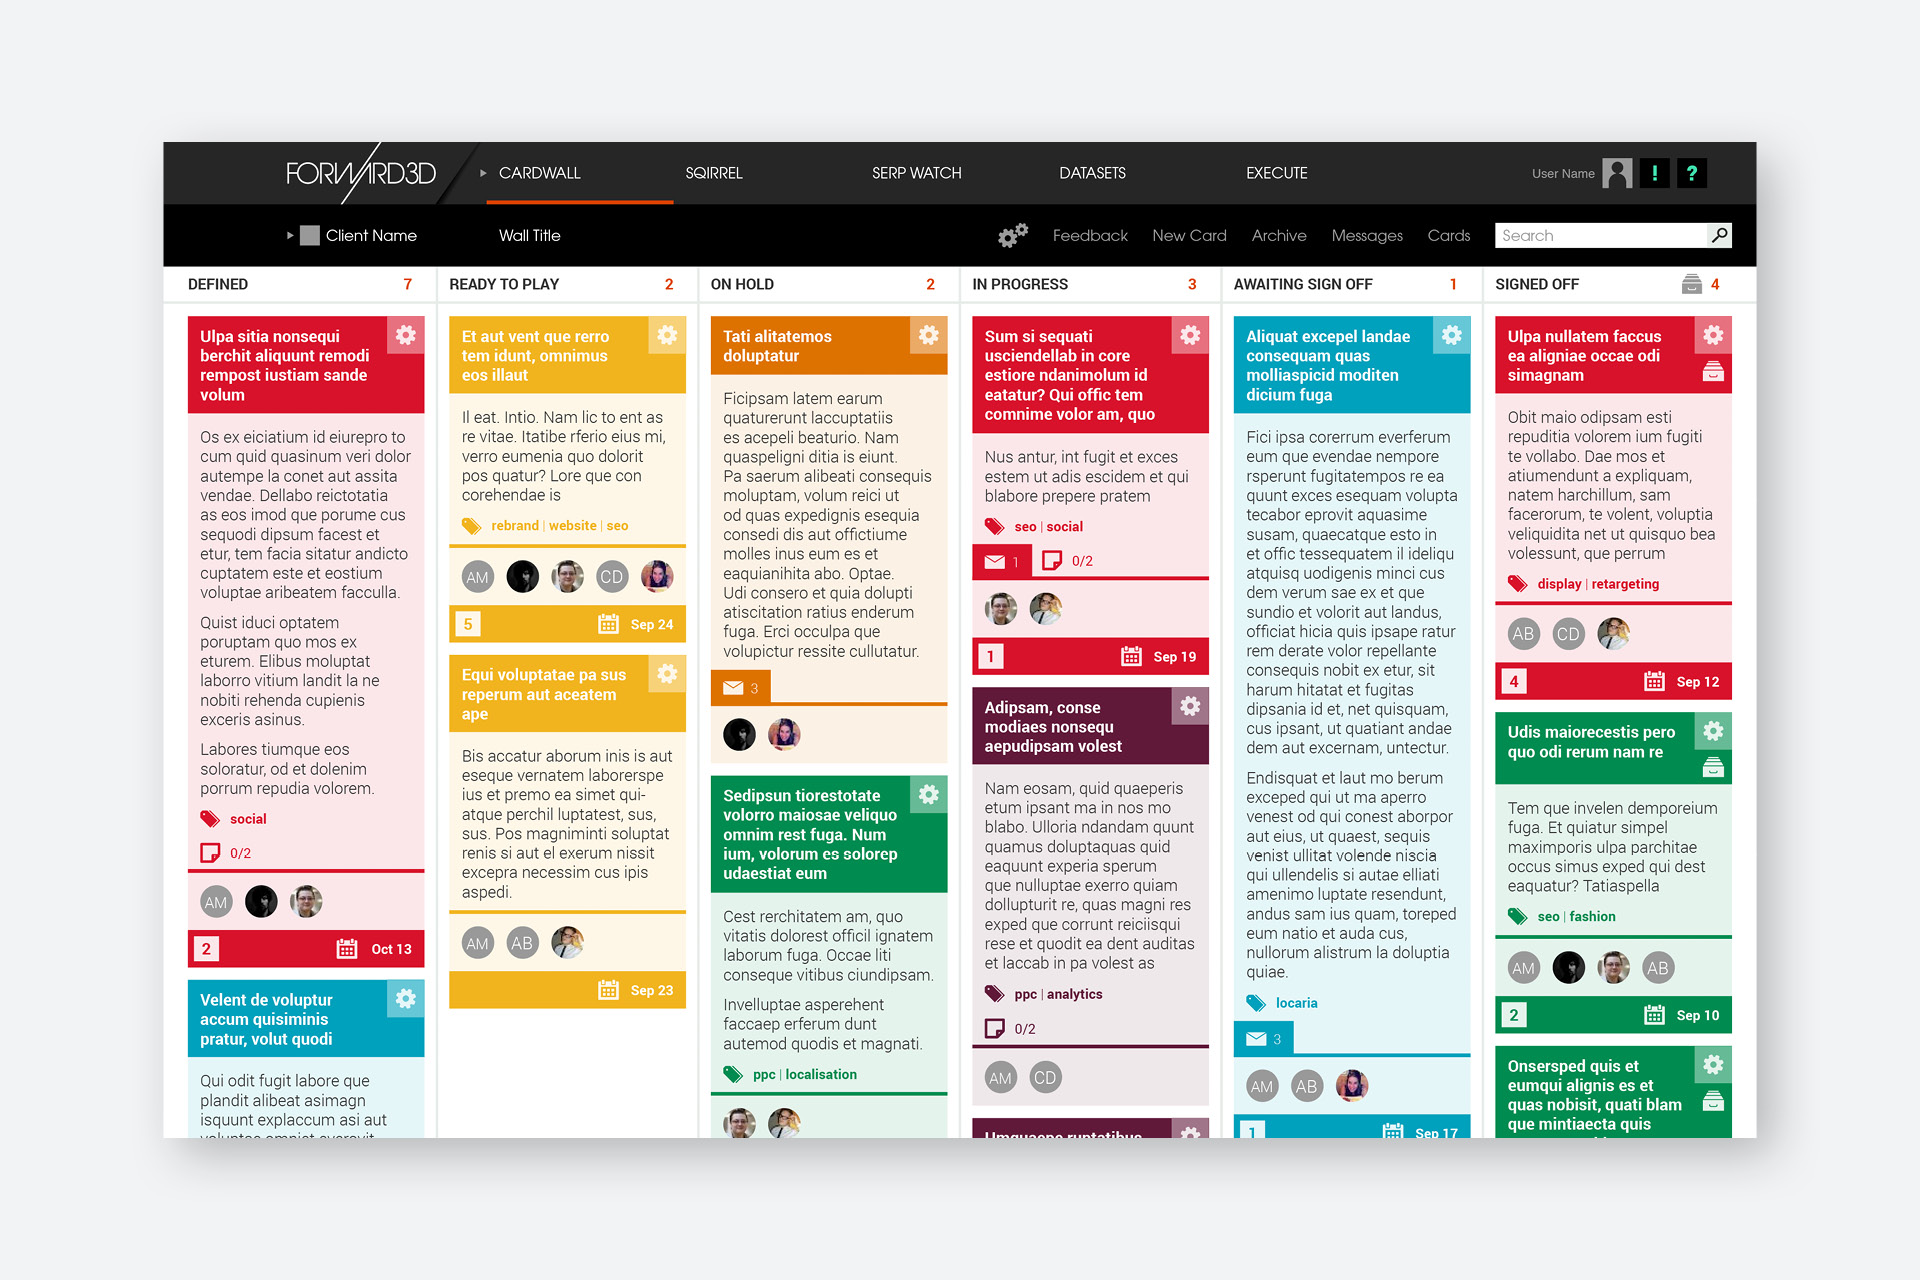 FORWARD3D
CARDWALL
SQIRREL
SERP WATCH
DATASETS
EXECUTE
User Name
!
?
Client Name
Wall Title
Feedback
New Card
Archive
Messages
Cards
Search
DEFINED 7
Ulpa sitia nonsequi
berchit aliquunt remodi
rempost iustiam sande
volum
Os ex eiciatium id eiurepro to
cum quid quasinum veri dolor
autempe la conet aut assita
vendae. Dellabo reictotatia
as eos imod que porume cus
sequodi dipsum facest et
etur, tem facia sitatur andicto
cuptatem este et eostium
voluptae aribeatem facculla.
Quist iduci optatem
poruptam quo mos ex
eturem. Elibus moluptat
laborro vitium landit la ne
nobiti rehenda cupienis
exceris asinus.
Labores tiumque eos
soloratur, od et dolenim
porrum repudia volorem.
social
0/2
AM
2 Oct 13
Velent de voluptur
accum quisiminis
pratur, volut quodi
Qui odit fugit labore que
plandit alibeat asimagn
isqunt explaccum asi aut
READY TO PLAY 2
Et aut vent que rerro
tem idunt, omnimus
eos illaut
Il eat. Intio. Nam lic to ent as
re vitae. Itatibe rferio eius mi,
verro eumenia quo dolorit
pos quatur? Lore que con
corehendae is
rebrand | website | seo
AM CD
5 Sep 24
Equi voluptatae pa sus
reperum aut aceatem
ape
Bis accatur aborum inis is aut
eseque vernatem laborerspe
ius et premo ea simet qui-
atque perchil luptatest, sus,
sus. Pos magniminti soluptat
renis si aut el exerum nissit
excepra necessim cus ipis
aspedi.
AM AB
Sep 23
ON HOLD 2
Tati alitatemos
doluptatur
Ficipsam latem earum
quaturerunt laccuptatiis
es acepeli beaturio. Nam
quaspeligni ditia is eiunt.
Pa saerum alibeati consequis
moluptam, volum reici ut
od quas expedignis esequia
consedi dis aut offictiume
molles inus eum es et
eaquianihita abo. Optae.
Udi consero et quia dolupti
atiscitation ratius enderum
fuga. Erci occulpa que
volupictur ressite cullutatur.
3
Sedipsun tiorestotate
volorro maiosae veliquo
omnim rest fuga. Num
ium, volorum es solorep
udaestiat eum
Cest rerchitatem am, quo
vitatis dolorest officil ignatem
laborum fuga. Occae liti
conseque vitibus ciundipsam.
Invelluptae asperehent
faccaep erferum dunt
autemod quodis et magnati.
ppc | localisation
IN PROGRESS 3
Sum si sequati
usciendellab in core
estiore ndanimolum id
eatatur? Qui offic tem
comnime volor am, quo
Nus antur, int fugit et exces
estem ut adis escidem et qui
blabore prepere pratem
seo | social
1 0/2
1 Sep 19
Adipsam, conse
modiaes nonsequ
aepudipsam volest
Nam eosam, quid quaeperis
etum ipsant ma in nos mo
blabo. Ulloria ndandam quunt
quamus doluptaquas quid
eaqunt experia sperum
que nulluptae exerro quiam
dollupturit re, quas magni res
exped que corrunt reiciisqui
rese et quodit ea dent auditas
et laccab in pa volest as
ppc | analytics
0/2
AM CD
Umquaepe ruptatibus
AWAITING SIGN OFF 1
Aliquat excepel landae
consequam quas
molliaspicid moditen
dicium fuga
Fici ipsa corerrum everferum
eum que evendae nempore
rsperunt fugitatempos re ea
quunt exces esequam volupta
tecabor eprovit aquasime
susam, quaecatque esto in
et offic tessequatem il ideliqu
atquisq uodigenis minci cus
dem verum sae ex et que
sundio et volorit aut landus,
officiat hicia quis ipsape ratur
rem derate volor repellante
consequis nobit ex etur, sit
harum hitatat et fugitas
dipsania id et, net quisquam,
cus ipsant, ut quatiant andae
dem aut excernam, untectur.
Endisquat et laut mo berum
exceped qui ut ma aperro
venest od qui conest aborpor
aut eius, ut quaest, sequis
venist ullitat volende niscia
qui ullendelis si autae elliati
amenimo luptate resendunt,
andus sam ius quam, toreped
eum natio et auda cus,
nullorum alistrum la doluptia
quiae.
locaria
3
AM AB
1 Sep 17
SIGNED OFF 4
Ulpa nullatem faccus
ea aligniae occae odi
simagnam
Obit maio odipsam esti
repuditia volorem ium fugiti
te vollabo. Dae mos et
atiumendunt a expliquam,
natem harchillum, sam
facerorum, te volent, voluptia
veliquidita net ut quisquo bea
volessunt, que perrum
display | retargeting
AB CD
4 Sep 12
Udis maiorecestis pero
quo odi rerum nam re
Tem que invelen demporeium
fuga. Et quiatur simpel
maximporis ulpa parchitae
occus simus exped qui dest
eaquatur? Tatiaspella
seo | fashion
AM AB
2 Sep 10
Onsersped quis et
eumqui alignis es et
quas nobisit, quati blam
que mintiaecta quis